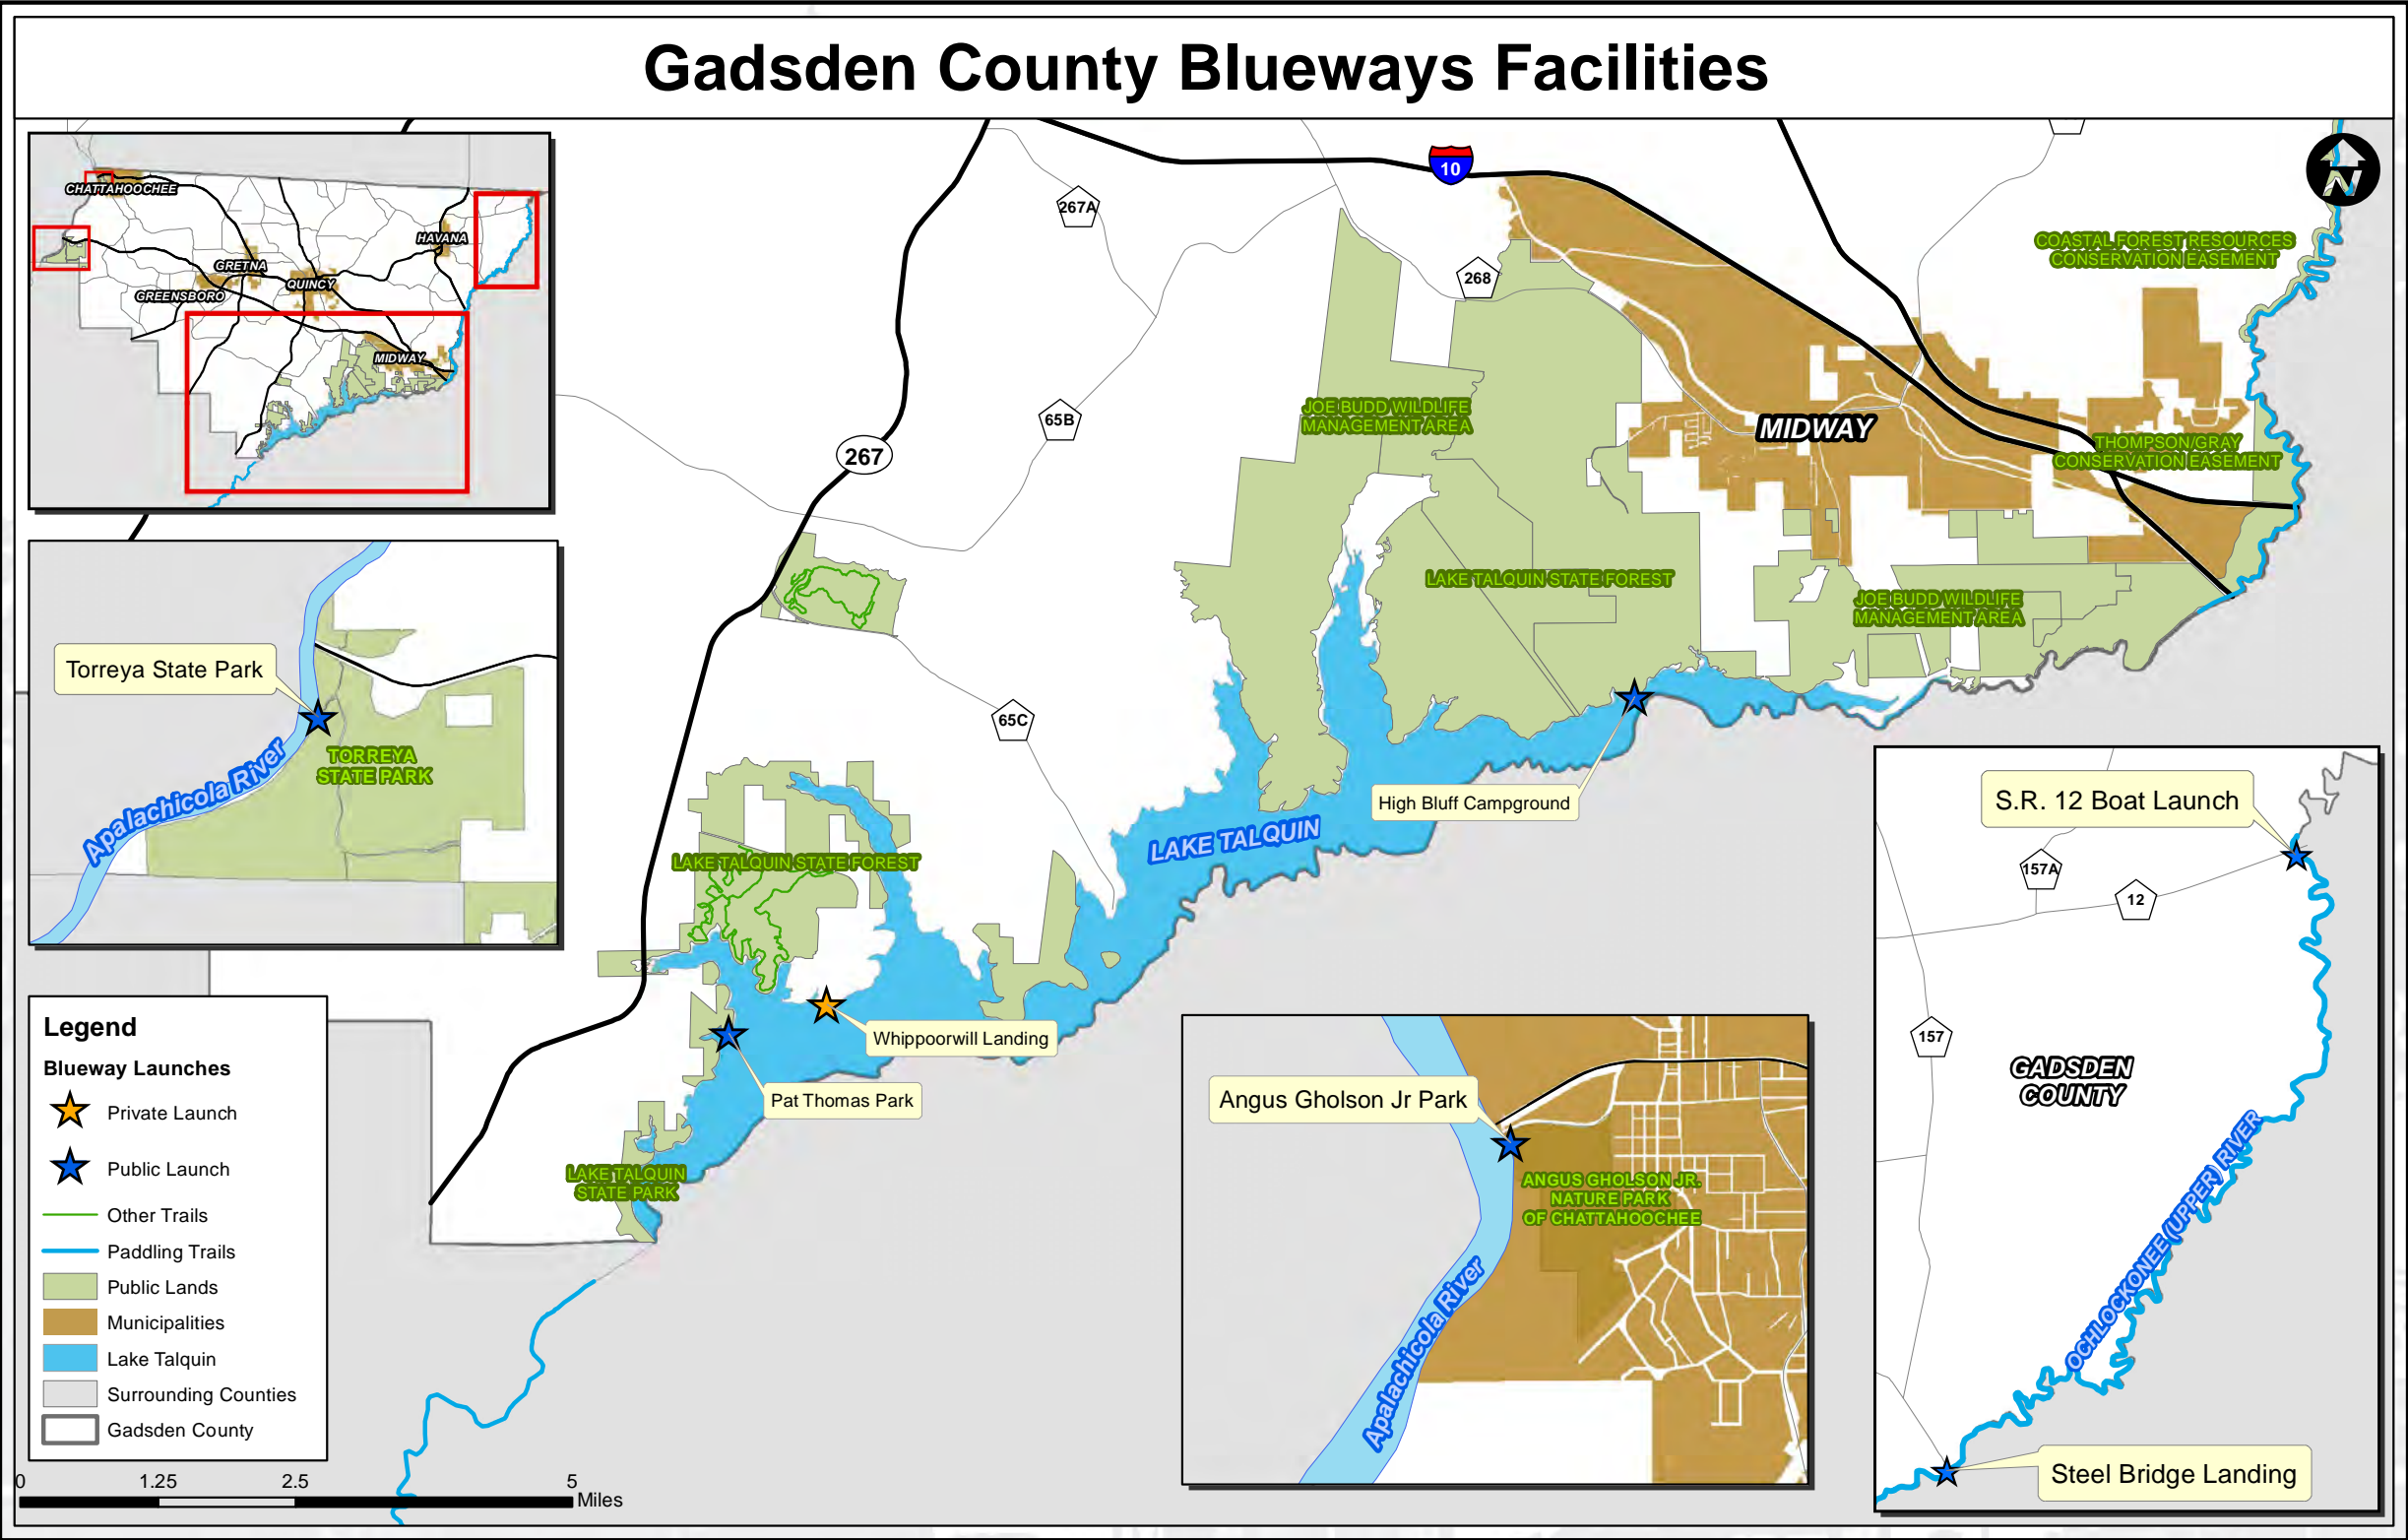 Gadsden County Blueways Facilities
CHATTAHOOCHEE
HAVANA
GRETNA
QUINCY
GREENSBORO
MIDWAY
10
267A
268
COASTAL FOREST RESOURCES
CONSERVATION EASEMENT
65B
267
JOE BUDD WILDLIFE
MANAGEMENT AREA
MIDWAY
THOMPSON/GRAY
CONSERVATION EASEMENT
LAKE TALQUIN STATE FOREST
JOE BUDD WILDLIFE
MANAGEMENT AREA
N
Torreya State Park
TORREYA
STATE PARK
Apalachicola River
65C
High Bluff Campground
LAKE TALQUIN
LAKE TALQUIN STATE FOREST
Whippoorwill Landing
Pat Thomas Park
LAKE TALQUIN
STATE PARK
S.R. 12 Boat Launch
157A
12
157
GADSDEN
COUNTY
OCHLOCKONEE (UPPER) RIVER
Steel Bridge Landing
Angus Gholson Jr Park
ANGUS GHOLSON JR.
NATURE PARK
OF CHATTAHOOCHEE
Apalachicola River
Legend
Blueway Launches
Private Launch
Public Launch
Other Trails
Paddling Trails
Public Lands
Municipalities
Lake Talquin
Surrounding Counties
Gadsden County
0 1.25 2.5 5
Miles